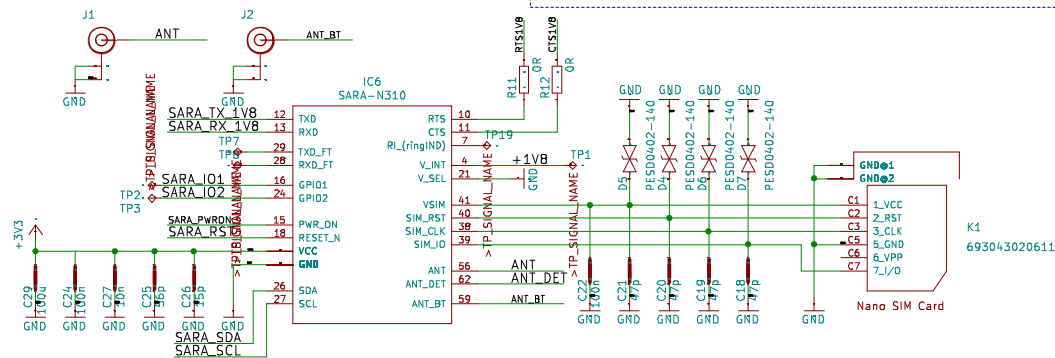 J1
J2
ANT
ANT_BT
GND
GND
RTS1V8
CTS1V8
R11
0R
R12
0R
IC6
SARA-N310
SARA_TX_1V8
12
TXD
SARA_RX_1V8
13
RXD
TP7
29
TXD_FT
28
RXD_FT
SARA_IO1
16
GPIO1
TP2
SARA_IO2
24
GPIO2
TP3
SARA_PWRDN
15
PWR_ON
SARA_RST
18
RESET_N
VCC
GND
26
SDA
27
SCL
SARA_SDA
SARA_SCL
+3V3
C29
100u
C24
100n
C27
C25
C26
GND
GND
GND
GND
GND
GND
RTS
10
CTS
11
RI_(ringIND)
7
TP19
V_INT
4
+1V8
TP1
V_SEL
21
GND
VSIM
41
SIM_RST
40
SIM_CLK
38
SIM_IO
39
ANT
56
ANT
ANT_DET
62
ANT_DET
ANT_BT
59
ANT_BT
>TP_SIGNAL_NAME
>TP_SIGNAL_NAME
GND
GND
GND
GND
D5
PESD0402-140
D4
PESD0402-140
PESD0402-140
PESD0402-140
C22
100n
C21
47p
C20
47p
C19
47p
C18
47p
GND
GND
GND
GND
GND
GND
GND@1
GND@2
C1
1_VCC
C2
2_RST
C3
3_CLK
C5
5_GND
C6
6_VPP
C7
7_I/O
K1
693043020611
Nano SIM Card